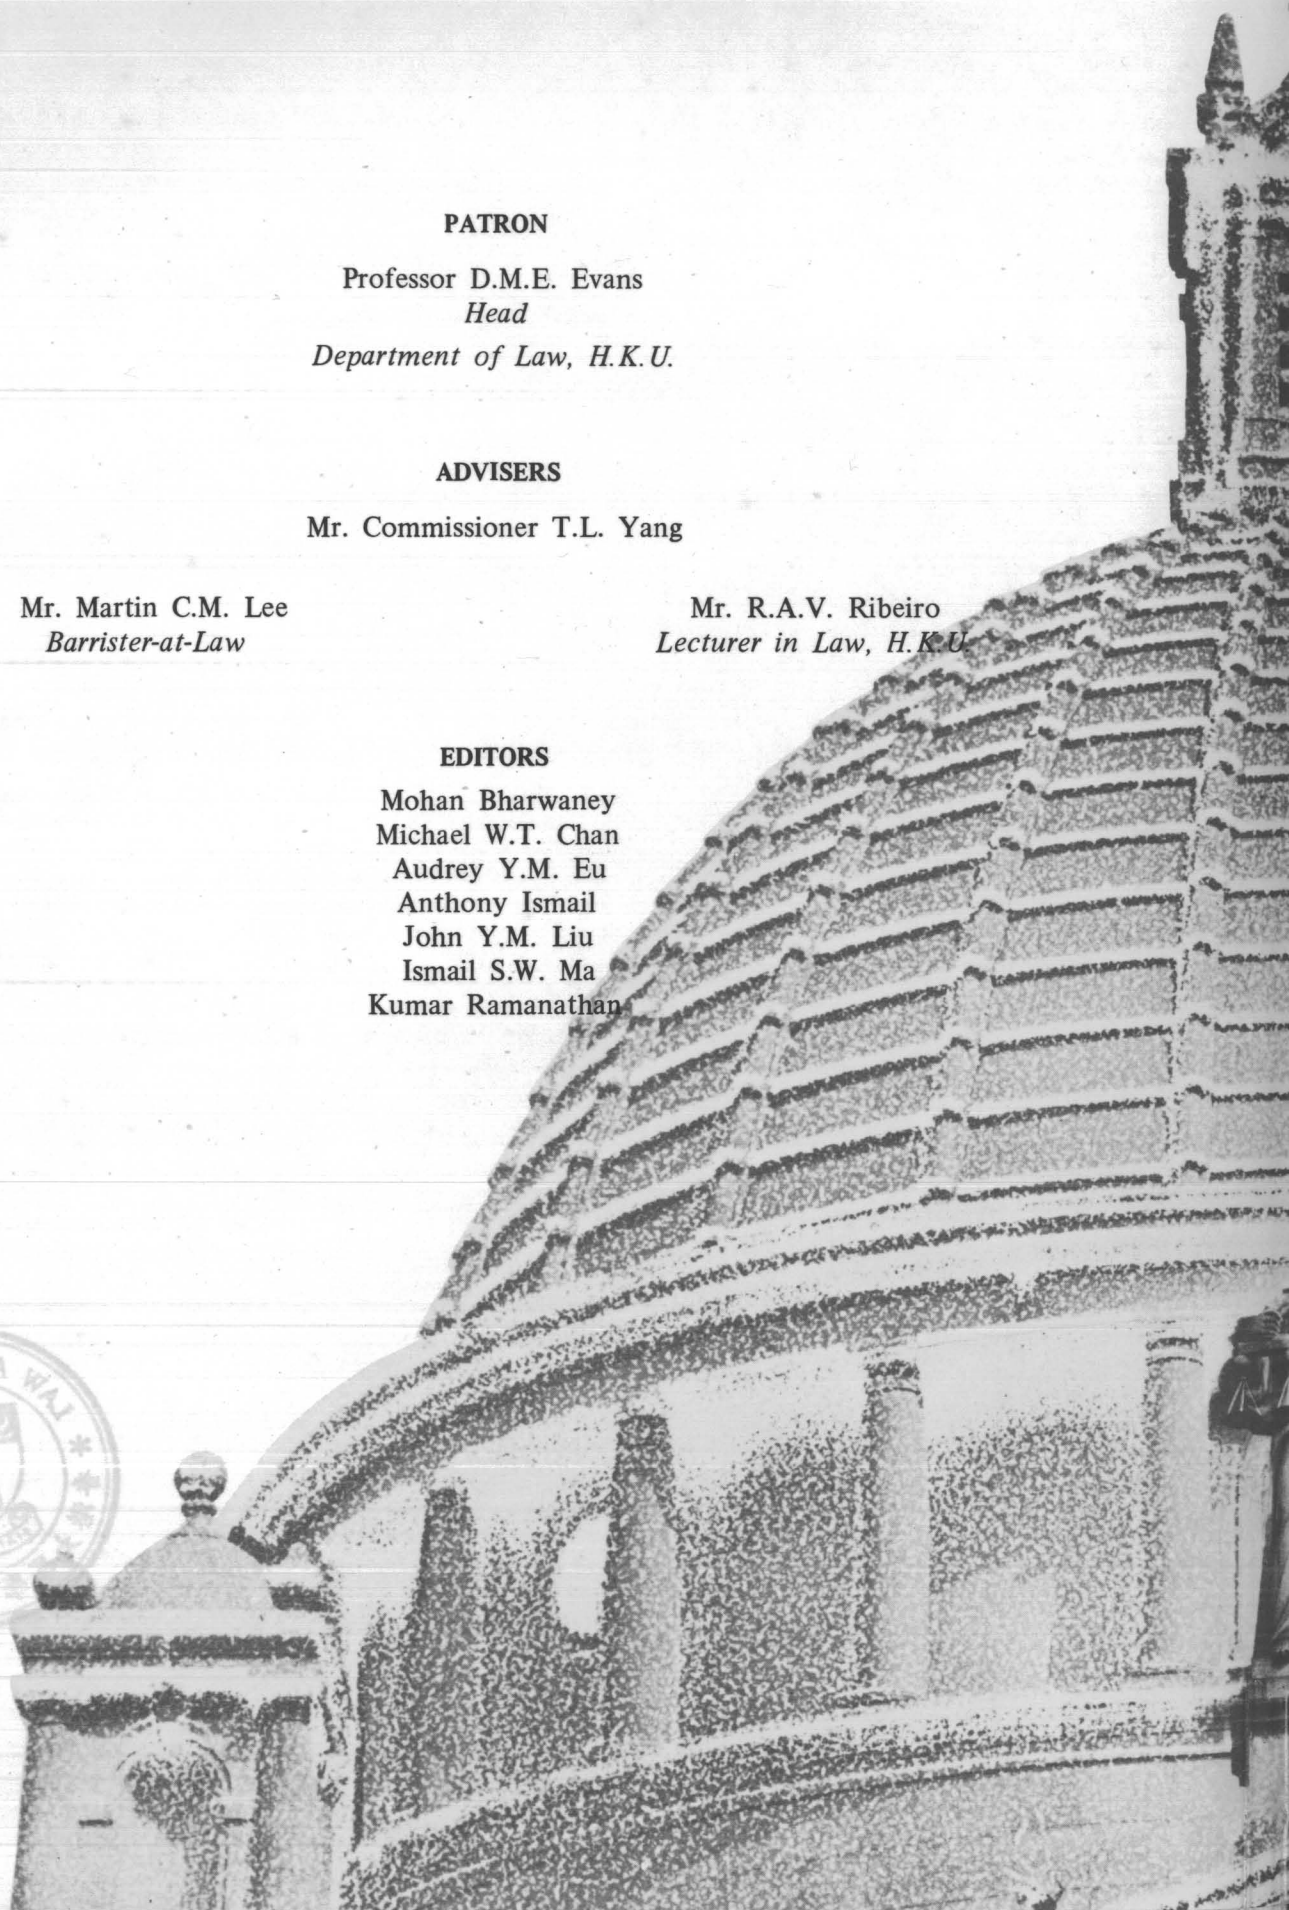 PATRON
Professor D.M.E. Evans
Head
Department of Law, H.K.U.
ADVISERS
Mr. Commissioner T.L. Yang
Mr. Martin C.M. Lee
Barrister-at-Law
Mr. R.A.V. Ribeiro
Lecturer in Law, H.K.U.
EDITORS
Mohan Bharwaney
Michael W.T. Chan
Audrey Y.M. Eu
Anthony Ismail
John Y.M. Liu
Ismail S.W. Ma
Kumar Ramanathan
LAW